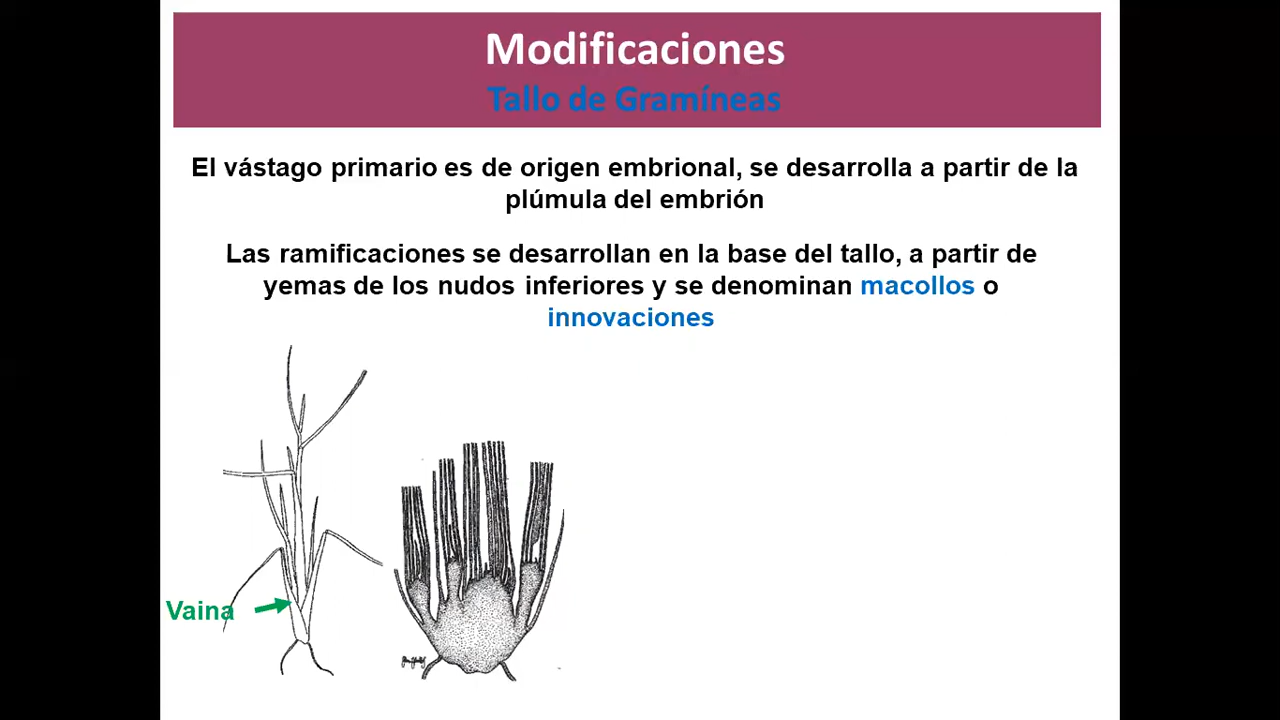 Modificaciones
Tallo de Gramíneas
El vástago primario es de origen embrional, se desarrolla a partir de la
plúmula del embrión
Las ramificaciones se desarrollan en la base del tallo, a partir de
yemas de los nudos inferiores y se denominan macollos o
innovaciones
Vaina